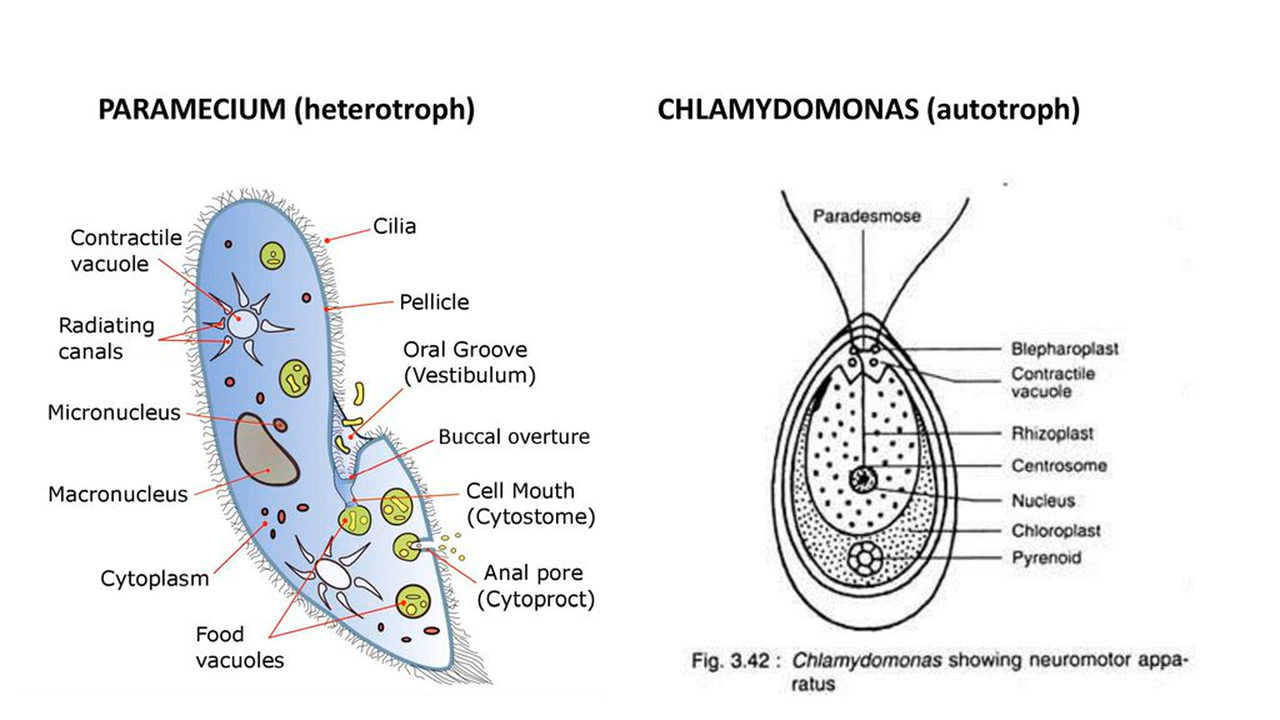 PARAMECIUM (heterotroph)
CHLAMYDOMONAS (autotroph)
Contractile
vacuole
Radiating
canals
Micronucleus
Macronucleus
Cytoplasm
Food
vacuoles
Cilia
Pellicle
Oral Groove
(Vestibulum)
Buccal overture
Cell Mouth
(Cytostome)
Anal pore
(Cytoproct)
Paradesmose
Blepharoplast
Contractile
vacuole
Rhizoplast
Centrosome
Nucleus
Chloroplast
Pyrenoid
Fig. 3.42 : Chlamydomonas showing neuromotor appa-
ratus